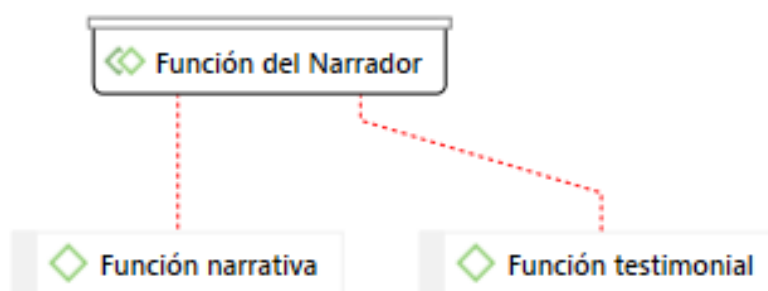 Función del Narrador
Función narrativa
Función testimonial